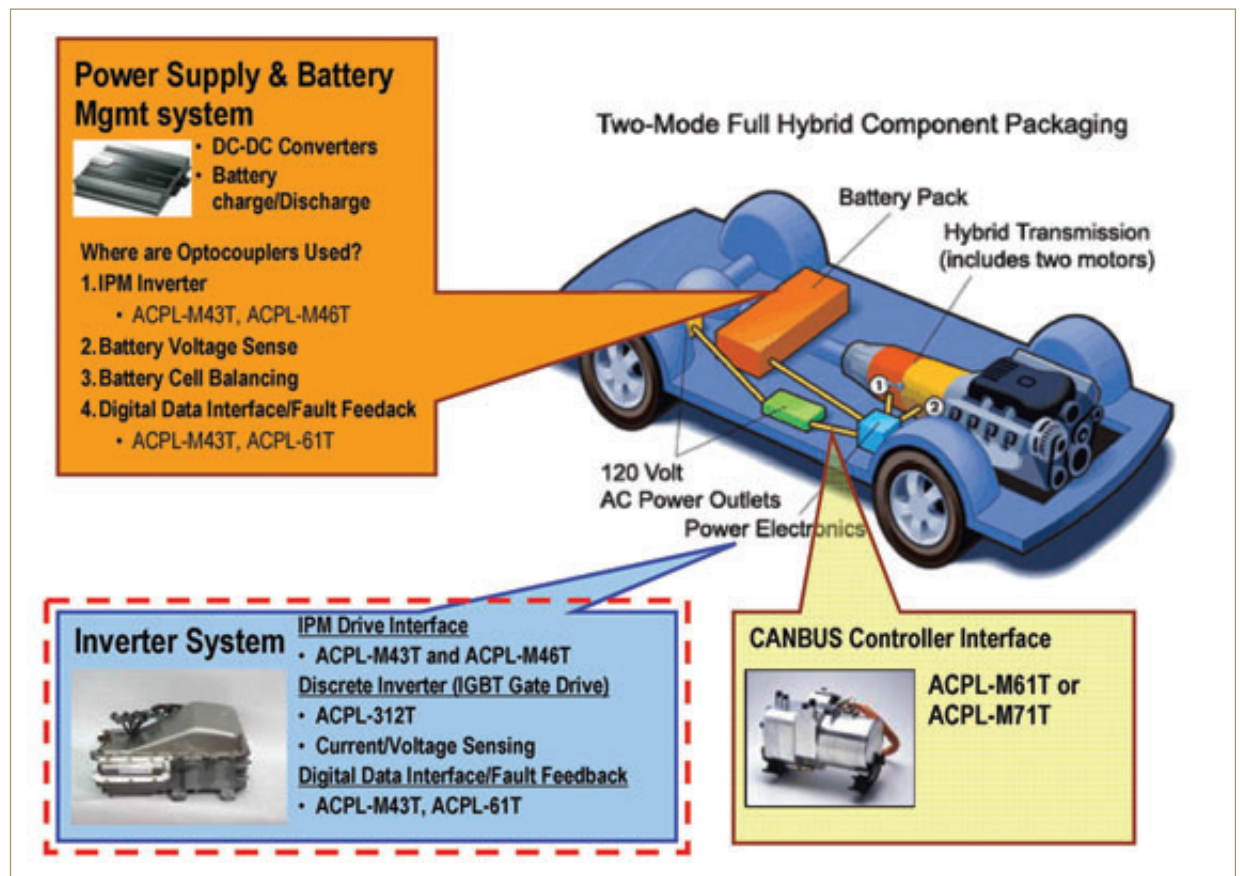 Power Supply & Battery
Mgmt system
• DC-DC Converters
• Battery
charge/Discharge
Where are Optocouplers Used?
1. IPM Inverter
• ACPL-M43T, ACPL-M46T
2. Battery Voltage Sense
3. Battery Cell Balancing
4. Digital Data Interface/Fault Feedack
• ACPL-M43T, ACPL-61T
Two-Mode Full Hybrid Component Packaging
Battery Pack
Hybrid Transmission
(includes two motors)
1
2
120 Volt
AC Power Outlets
Power Electronics
Inverter System
IPM Drive Interface
• ACPL-M43T and ACPL-M46T
Discrete Inverter (IGBT Gate Drive)
• ACPL-312T
• Current/Voltage Sensing
Digital Data Interface/Fault Feedback
• ACPL-M43T, ACPL-61T
CANBUS Controller Interface
ACPL-M61T or
ACPL-M71T